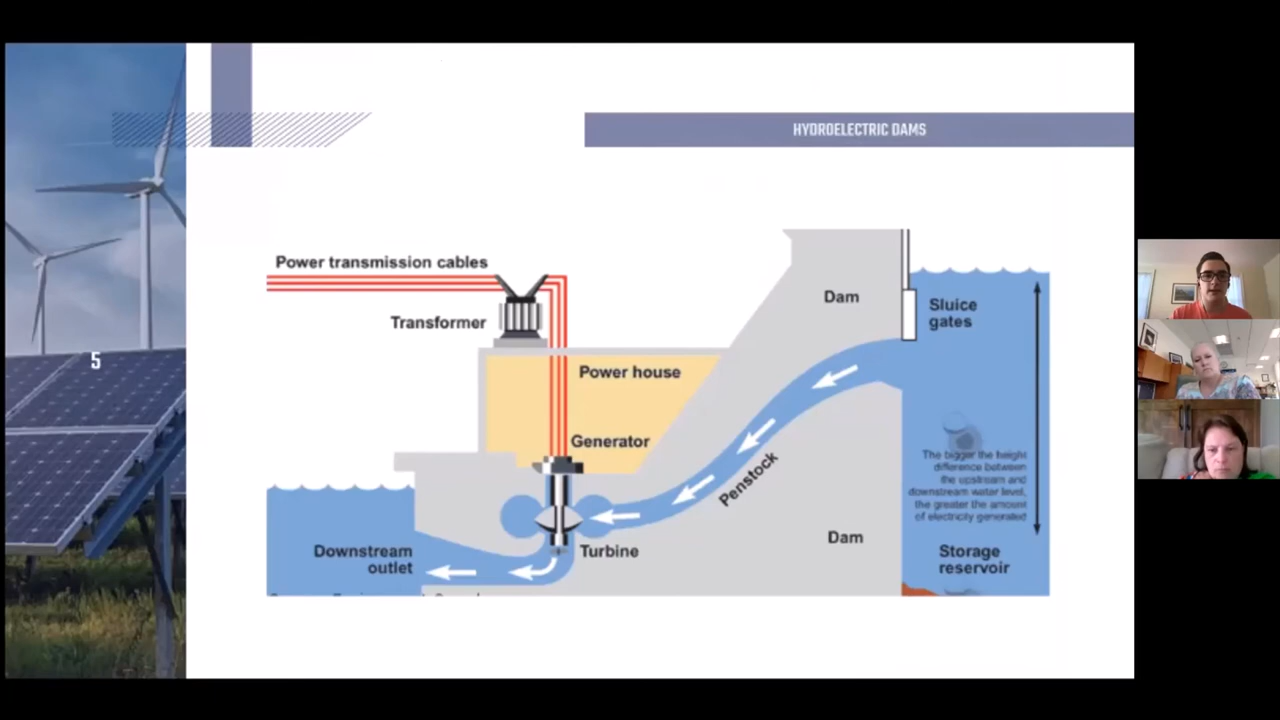 HYDROELECTRIC DAMS
5
Power transmission cables
Transformer
Power house
Generator
Dam
Sluice
gates
Penstock
The bigger the height
difference between
the upstream and
downstream water level,
the greater the amount
of electricity generated
Turbine
Downstream
outlet
Dam
Storage
reservoir